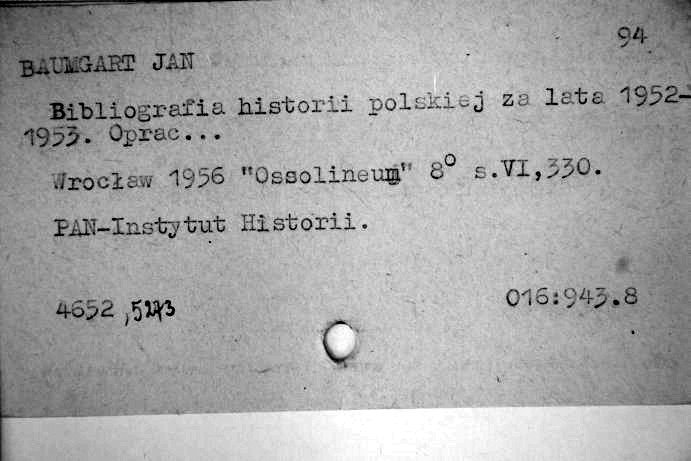 94
BAUMGART JAN
Bibliografia historii polskiej za lata 1952-
1953. Oprac...
Wrocław 1956 "Ossolineum" 8° s.VI,330.
PAN-Instytut Historii.
4652 , 016:943.8